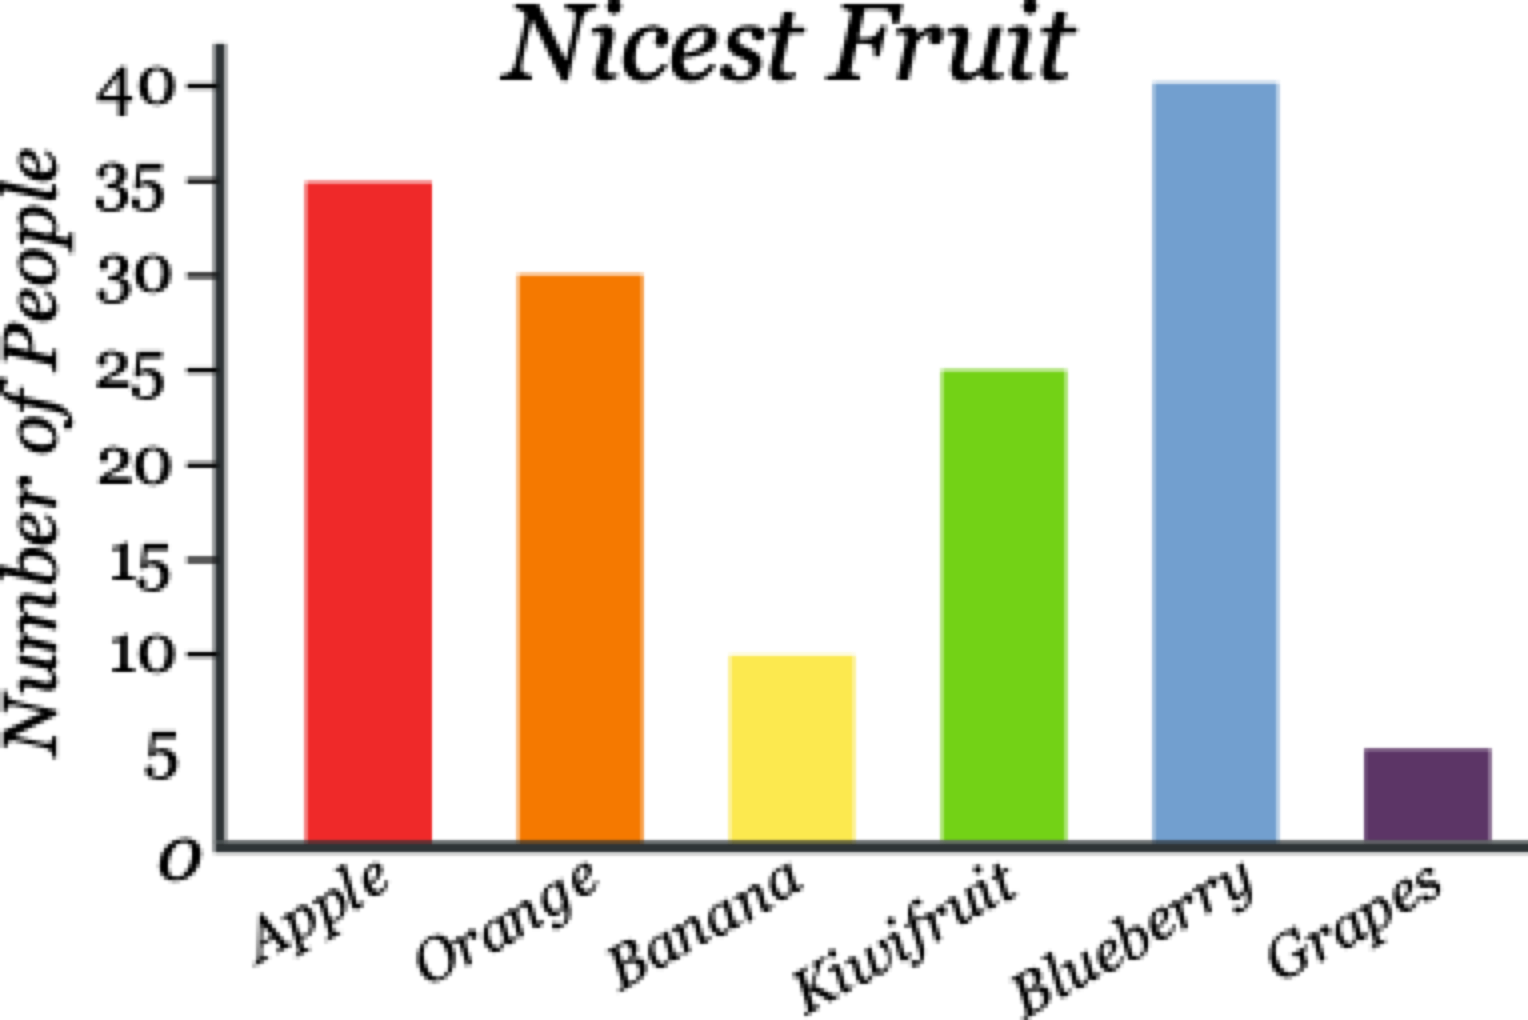 Nicest Fruit
Number of People
40
35
30
25
20
15
10
5
0
Apple
Orange
Banana
Kiwifruit
Blueberry
Grapes